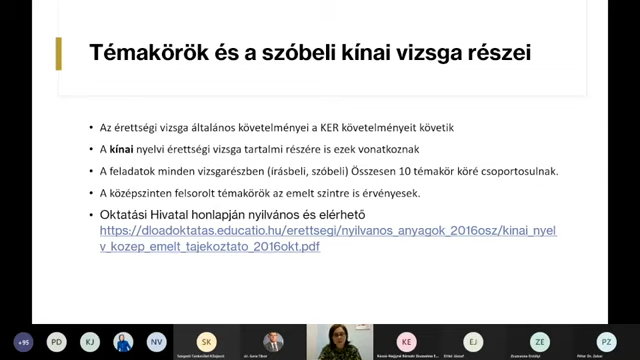 Témakörök és a szóbeli kínai vizsga részei
• Az érettségi vizsga általános követelményei a KER követelményeit követik
• A kínai nyelvi érettségi vizsga tartalmi részére is ezek vonatkoznak
• A feladatok minden vizsgarészben (írásbeli, szóbeli) Összesen 10 témakör köré csoportosulnak.
• A középszinten felsorolt témakörök az emelt szintre is érvényesek.
• Oktatási Hivatal honlapján nyilvános és elérhető
https://dloadoktatas.educatio.hu/erettsegi/nyilvanos_anyagok_2016osz/kinai_nyel
v_kozep_emelt_tajekoztato_2016okt.pdf
+95 PD KJ NV SK KE EJ ZE PZ